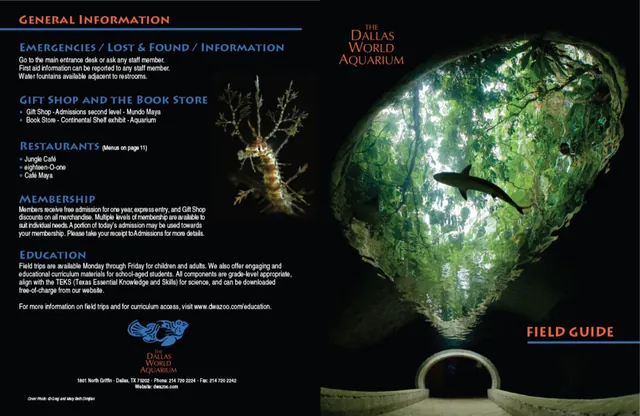 GENERAL INFORMATION
EMERGENCIES / LOST & FOUND / INFORMATION
Go to the main entrance desk or ask any staff member.
First aid information can be reported to any staff member.
Water fountains available adjacent to restrooms.
GIFT SHOP AND THE BOOK STORE
+ Gift Shop - Admissions second level - Mundo Maya
+ Book Store - Continental Shelf exhibit - Aquarium
RESTAURANTS (Menus on page 11)
+ Jungle Café
+ eighteen-O-one
+ Café Maya
MEMBERSHIP
Members receive free admission for one year, express entry, and Gift Shop
discounts on all merchandise. Multiple levels of membership are available to
suit individual needs. A portion of today's admission may be used towards
your membership. Please take your receipt to Admissions for more details.
EDUCATION
Field trips are available Monday through Friday for children and adults. We also offer engaging and
educational curriculum materials for school-aged students. All components are grade-level appropriate,
align with the TEKS (Texas Essential Knowledge and Skills) for science, and can be downloaded
free-of-charge from our website.
For more information on field trips and for curriculum access, visit www.dwazoo.com/education.
THE
DALLAS
WORLD
AQUARIUM
1801 North Griffin · Dallas, TX 75202 · Phone: 214 720 2224 · Fax: 214 720 2242
Website: dwazoo.com
Cover Photo: © Greg and Mary Beth Dimijian
THE
DALLAS
WORLD
AQUARIUM
FIELD GUIDE